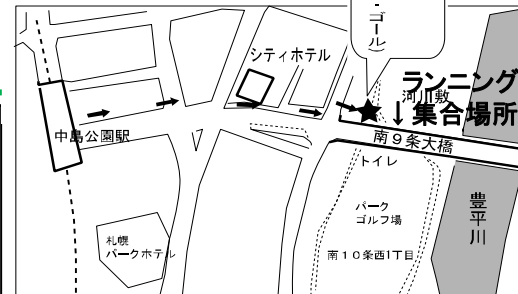 ・ゴール）
シティホテル
ランニング
河川敷
↓集合場所
中島公園駅
南９条大橋
トイレ
豊平川
パーク
ゴルフ場
札幌
パークホテル
南１０条西1丁目